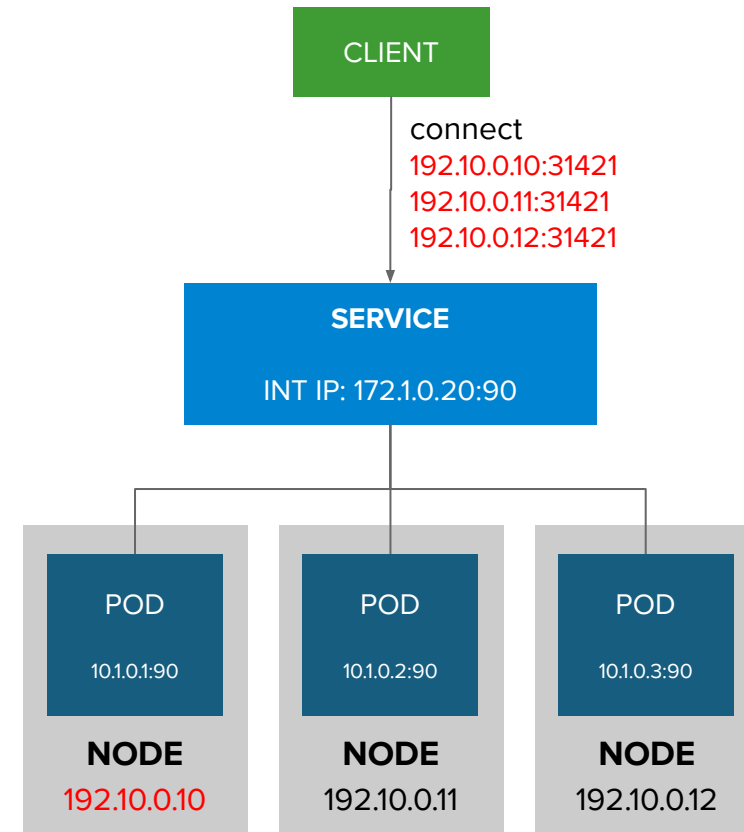 CLIENT
connect
192.10.0.10:31421
192.10.0.11:31421
192.10.0.12:31421
SERVICE
INT IP: 172.1.0.20:90
POD
10.1.0.1:90
NODE
192.10.0.10
POD
10.1.0.2:90
NODE
192.10.0.11
POD
10.1.0.3:90
NODE
192.10.0.12